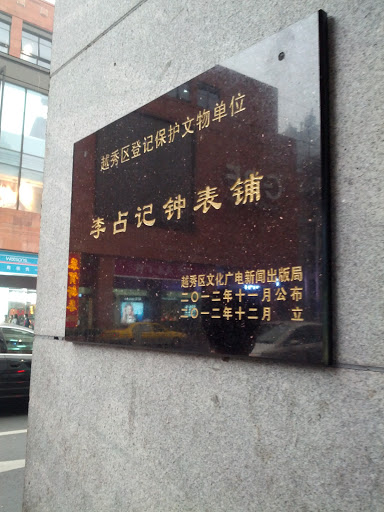 越秀区登记保护文物单位
李占记钟表铺
越秀区文化广电新闻出版局
二〇一二年十一月公布
二〇一二年十二月 立